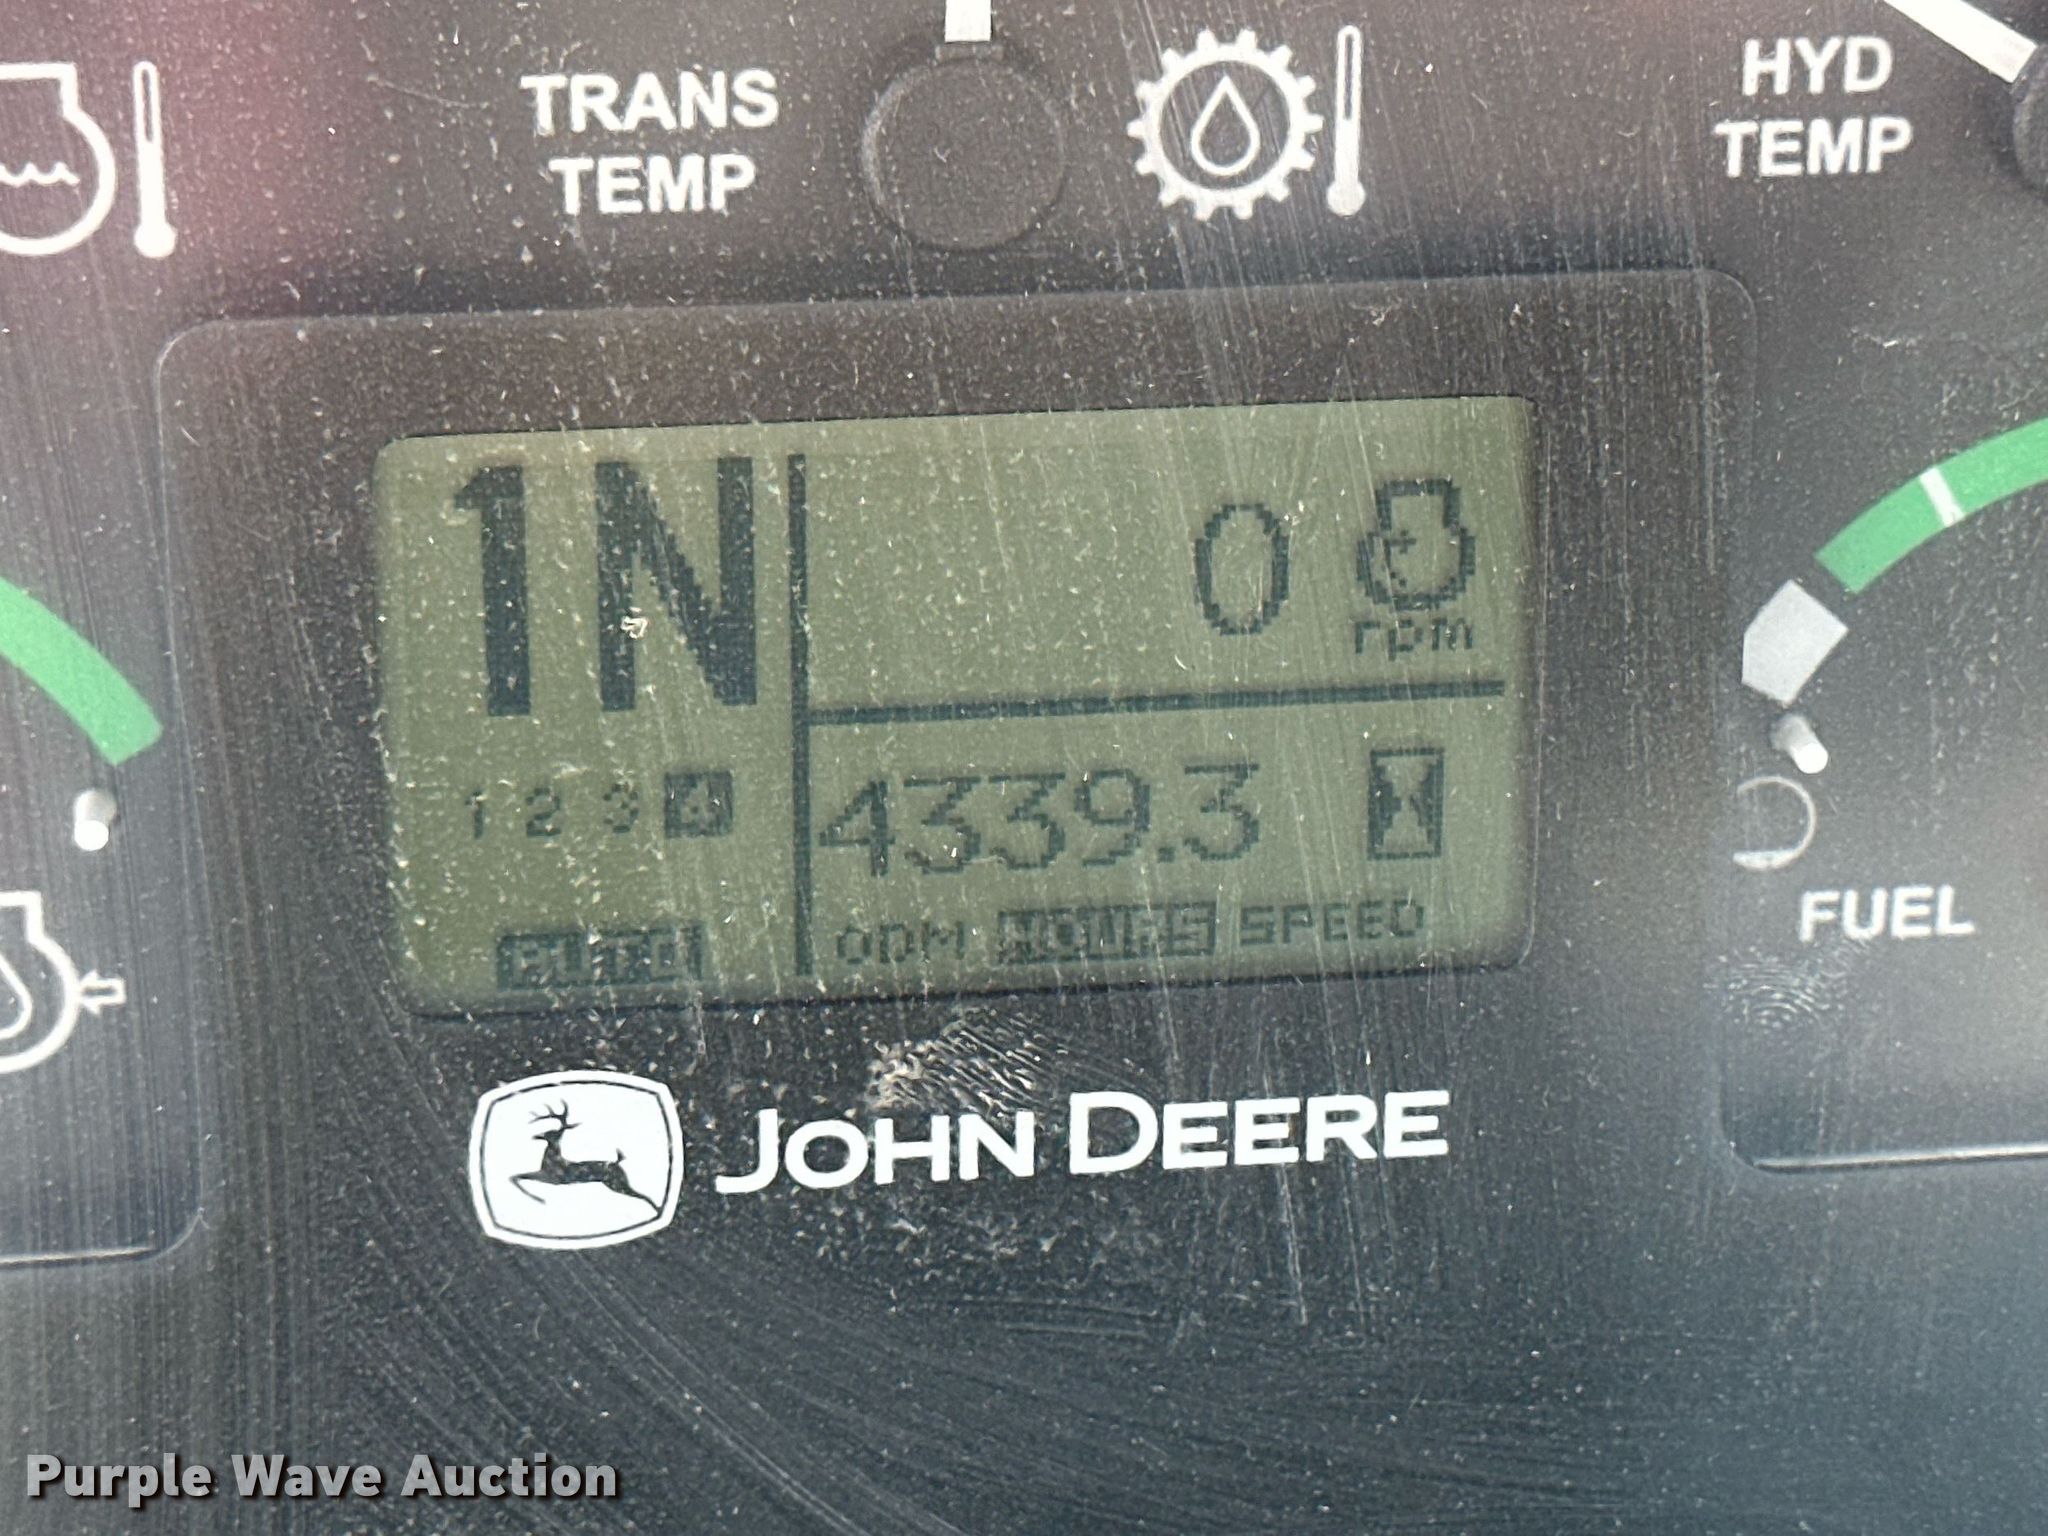 TRANS
TEMP
HYD
TEMP
1N
0
rpm
1 2 3 4
4339.3
AUTO
ODM HOURS SPEED
FUEL
JOHN DEERE
Purple Wave Auction